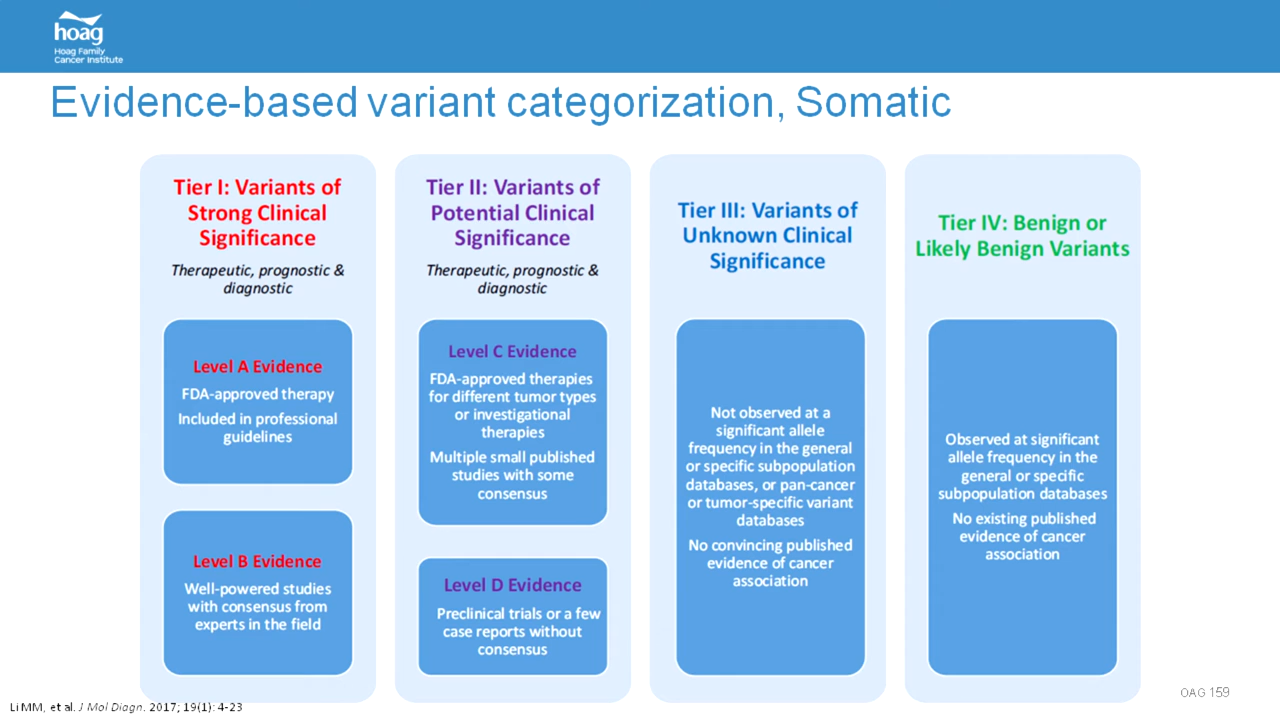 hoag
Hoag Family
Cancer Institute
Evidence-based variant categorization, Somatic
Tier I: Variants of
Strong Clinical
Significance
Therapeutic, prognostic &
diagnostic
Level A Evidence
FDA-approved therapy
Included in professional
guidelines
Level B Evidence
Well-powered studies
with consensus from
experts in the field
Tier II: Variants of
Potential Clinical
Significance
Therapeutic, prognostic &
diagnostic
Level C Evidence
FDA-approved therapies
for different tumor types
or investigational
therapies
Multiple small published
studies with some
consensus
Level D Evidence
Preclinical trials or a few
case reports without
consensus
Tier III: Variants of
Unknown Clinical
Significance
Not observed at a
significant allele
frequency in the general
or specific subpopulation
databases, or pan-cancer
or tumor-specific variant
databases
No convincing published
evidence of cancer
association
Tier IV: Benign or
Likely Benign Variants
Observed at significant
allele frequency in the
general or specific
subpopulation databases
No existing published
evidence of cancer
association
Li MM, et al. J Mol Diagn. 2017; 19(1): 4-23
OAG 159